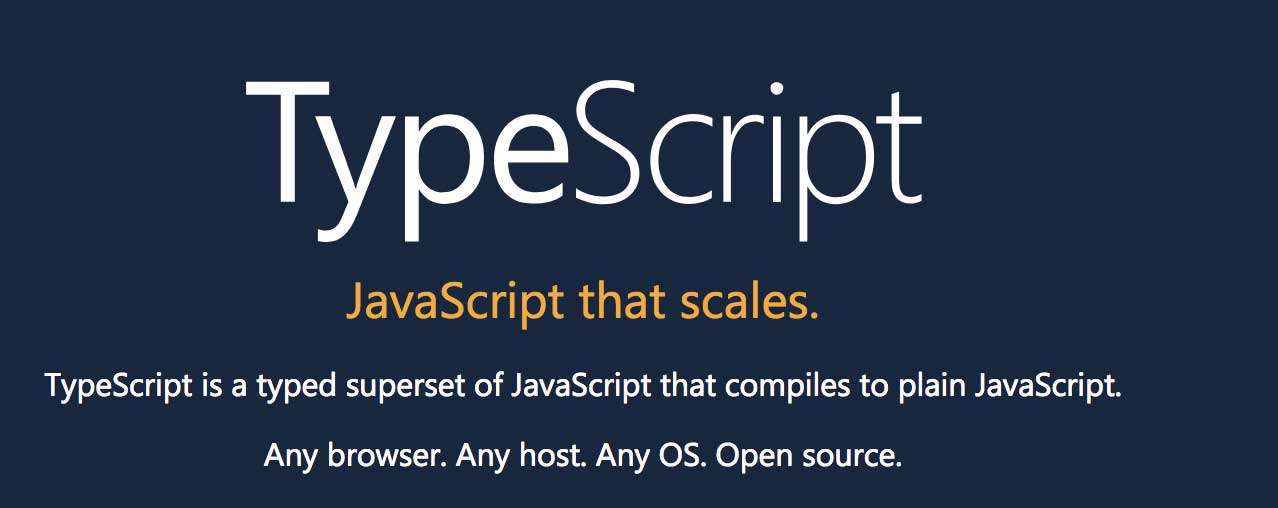 TypeScript
JavaScript that scales.
TypeScript is a typed superset of JavaScript that compiles to plain JavaScript.
Any browser. Any host. Any OS. Open source.